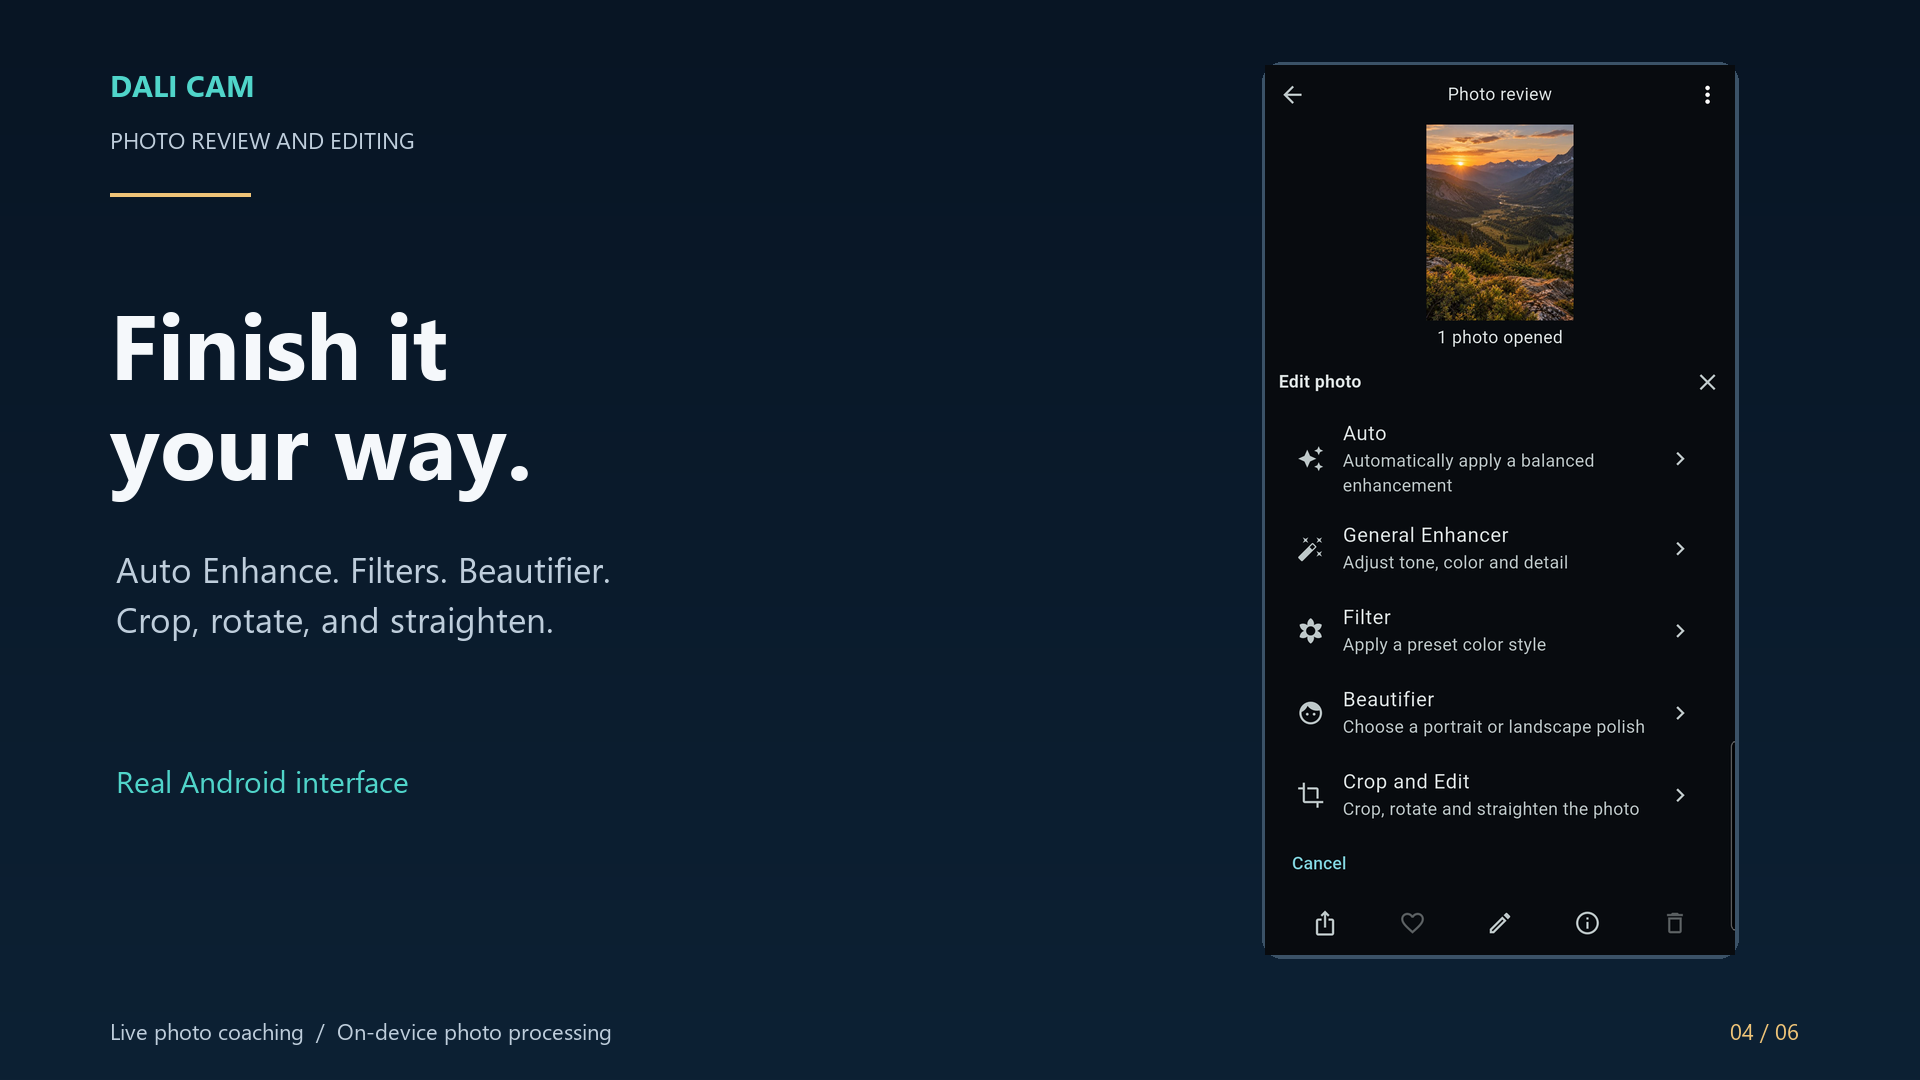 DALI CAM
PHOTO REVIEW AND EDITING
Finish it
your way.
Auto Enhance. Filters. Beautifier.
Crop, rotate, and straighten.
Real Android interface
Photo review
1 photo opened
Edit photo
Auto
Automatically apply a balanced
enhancement
General Enhancer
Adjust tone, color and detail
Filter
Apply a preset color style
Beautifier
Choose a portrait or landscape polish
Crop and Edit
Crop, rotate and straighten the photo
Cancel
Live photo coaching / On-device photo processing
04 / 06